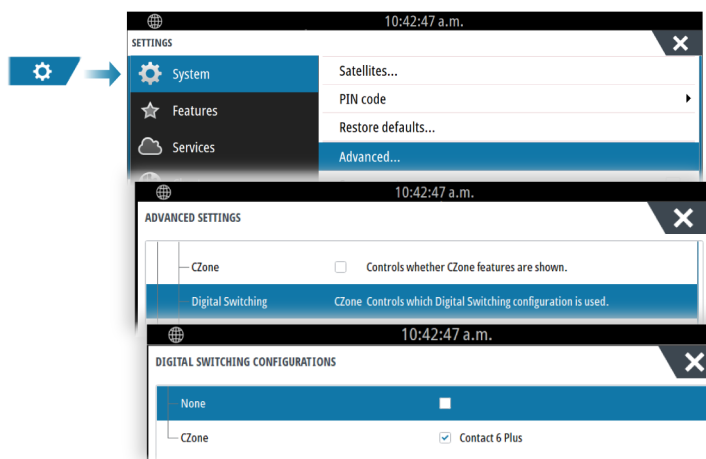 10:42:47 a.m.
SETTINGS
System
Features
Services
Satellites...
PIN code
Restore defaults...
Advanced...
10:42:47 a.m.
ADVANCED SETTINGS
CZone Controls whether CZone features are shown.
Digital Switching CZone Controls which Digital Switching configuration is used.
10:42:47 a.m.
DIGITAL SWITCHING CONFIGURATIONS
None
CZone Contact 6 Plus